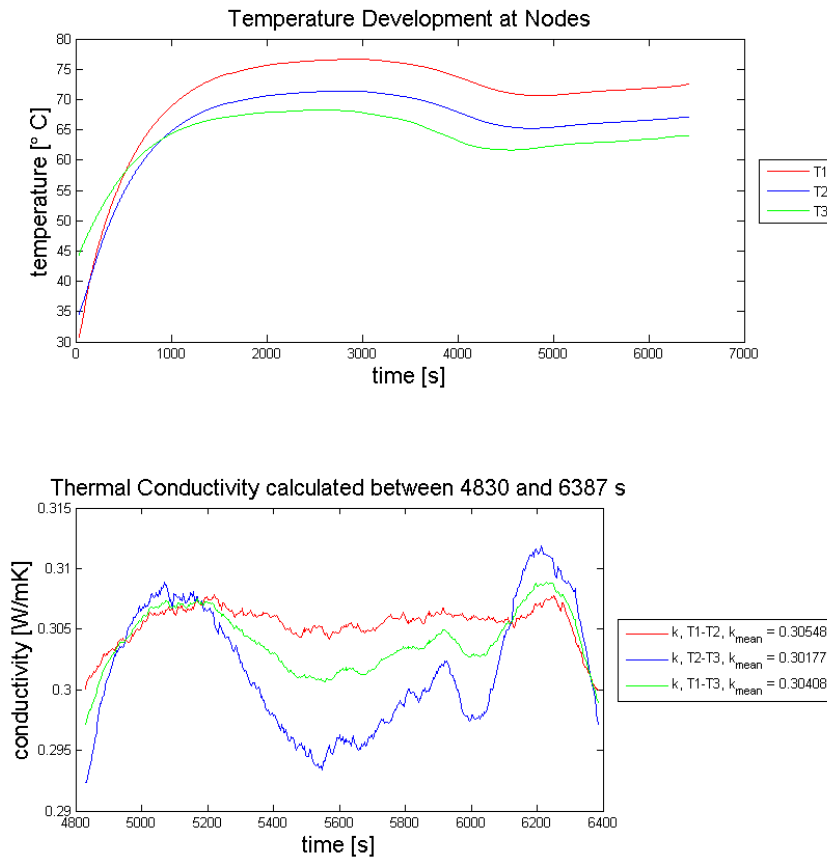 Temperature Development at Nodes
80
75
70
65
60
55
50
45
40
35
30
temperature [° C]
0 1000 2000 3000 4000 5000 6000 7000
time [s]
T1
T2
T3
Thermal Conductivity calculated between 4830 and 6387 s
0.315
0.31
0.305
0.3
0.295
0.29
conductivity [W/mK]
4800 5000 5200 5400 5600 5800 6000 6200 6400
time [s]
k, T1-T2, k_mean = 0.30548
k, T2-T3, k_mean = 0.30177
k, T1-T3, k_mean = 0.30408